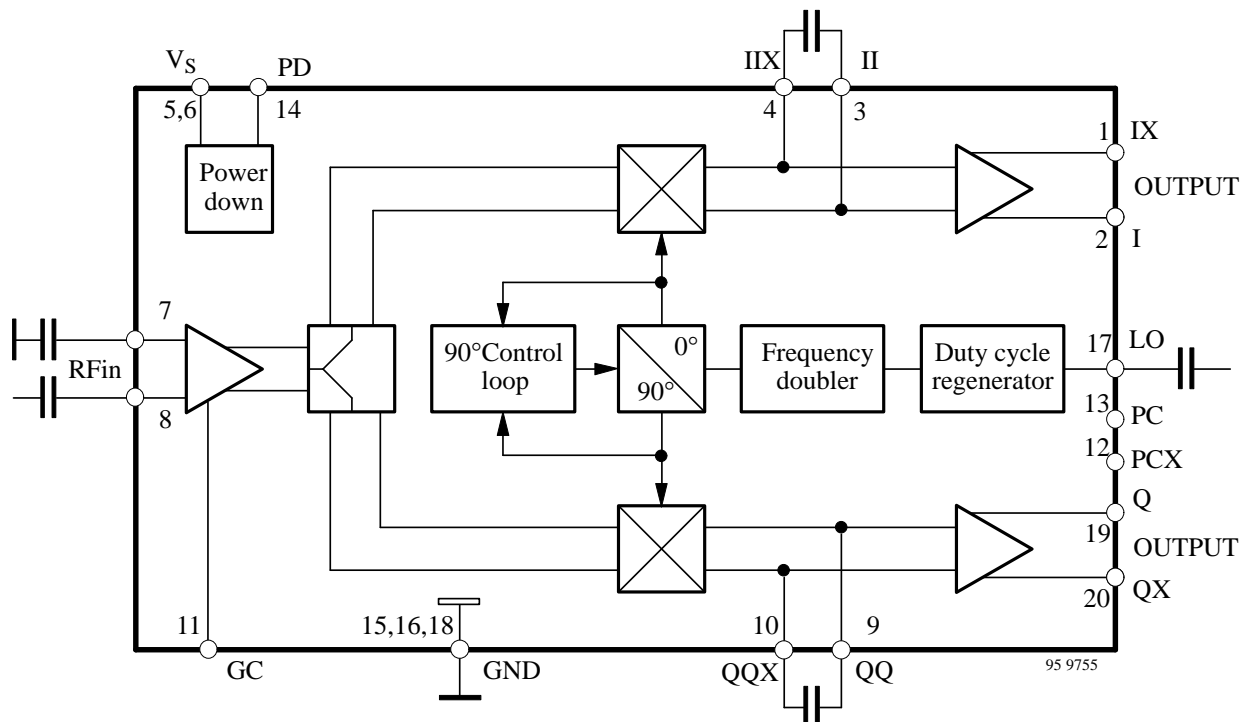 VS
PD
IIX
II
5,6
14
4
3
1
IX
Power
down
OUTPUT
2
I
7
RFin
8
90°Control
loop
0°
90°
Frequency
doubler
Duty cycle
regenerator
17
LO
13
PC
12
PCX
Q
19
OUTPUT
20
QX
11
GC
15,16,18
GND
10
9
QQX
QQ
95 9755